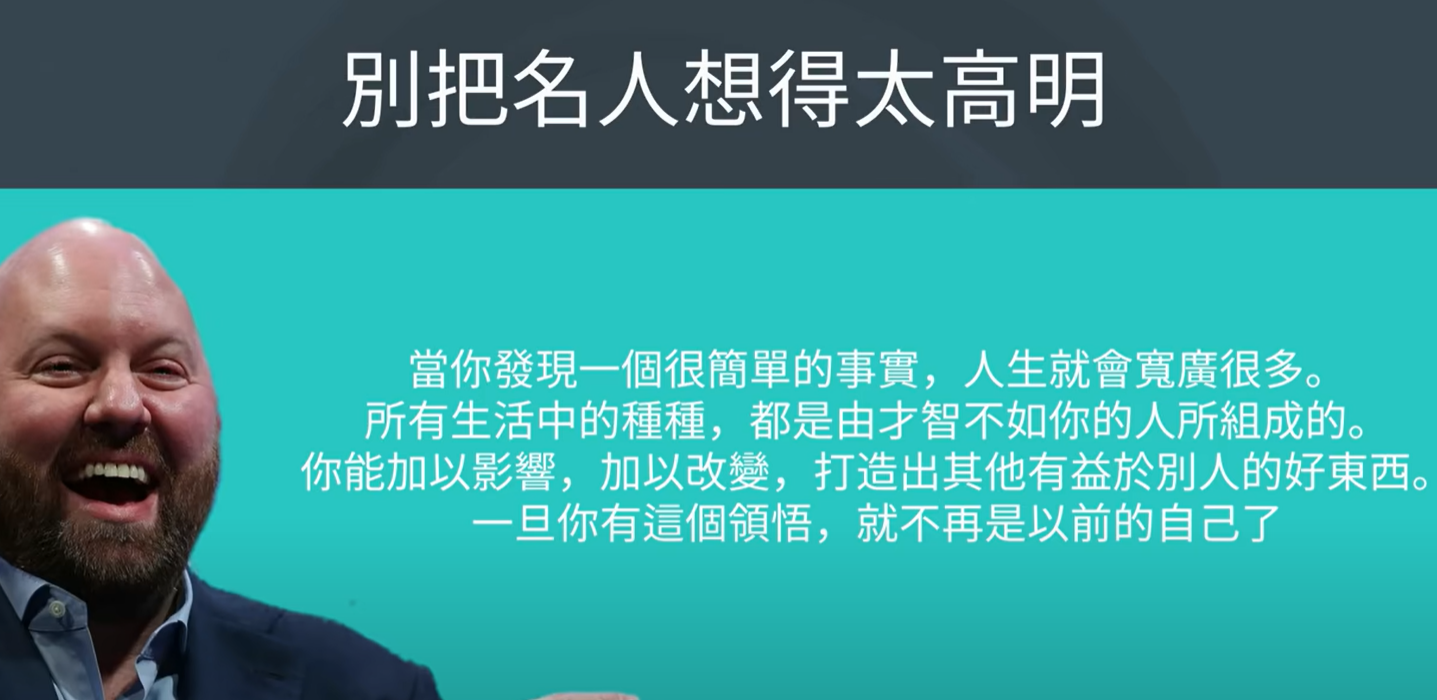 別把名人想得太高明
當你發現一個很簡單的事實，人生就會寬廣很多。
所有生活中的種種，都是由才智不如你的人所組成的。
你能加以影響，加以改變，打造出其他有益於別人的好東西。
一旦你有這個領悟，就不再是以前的自己了